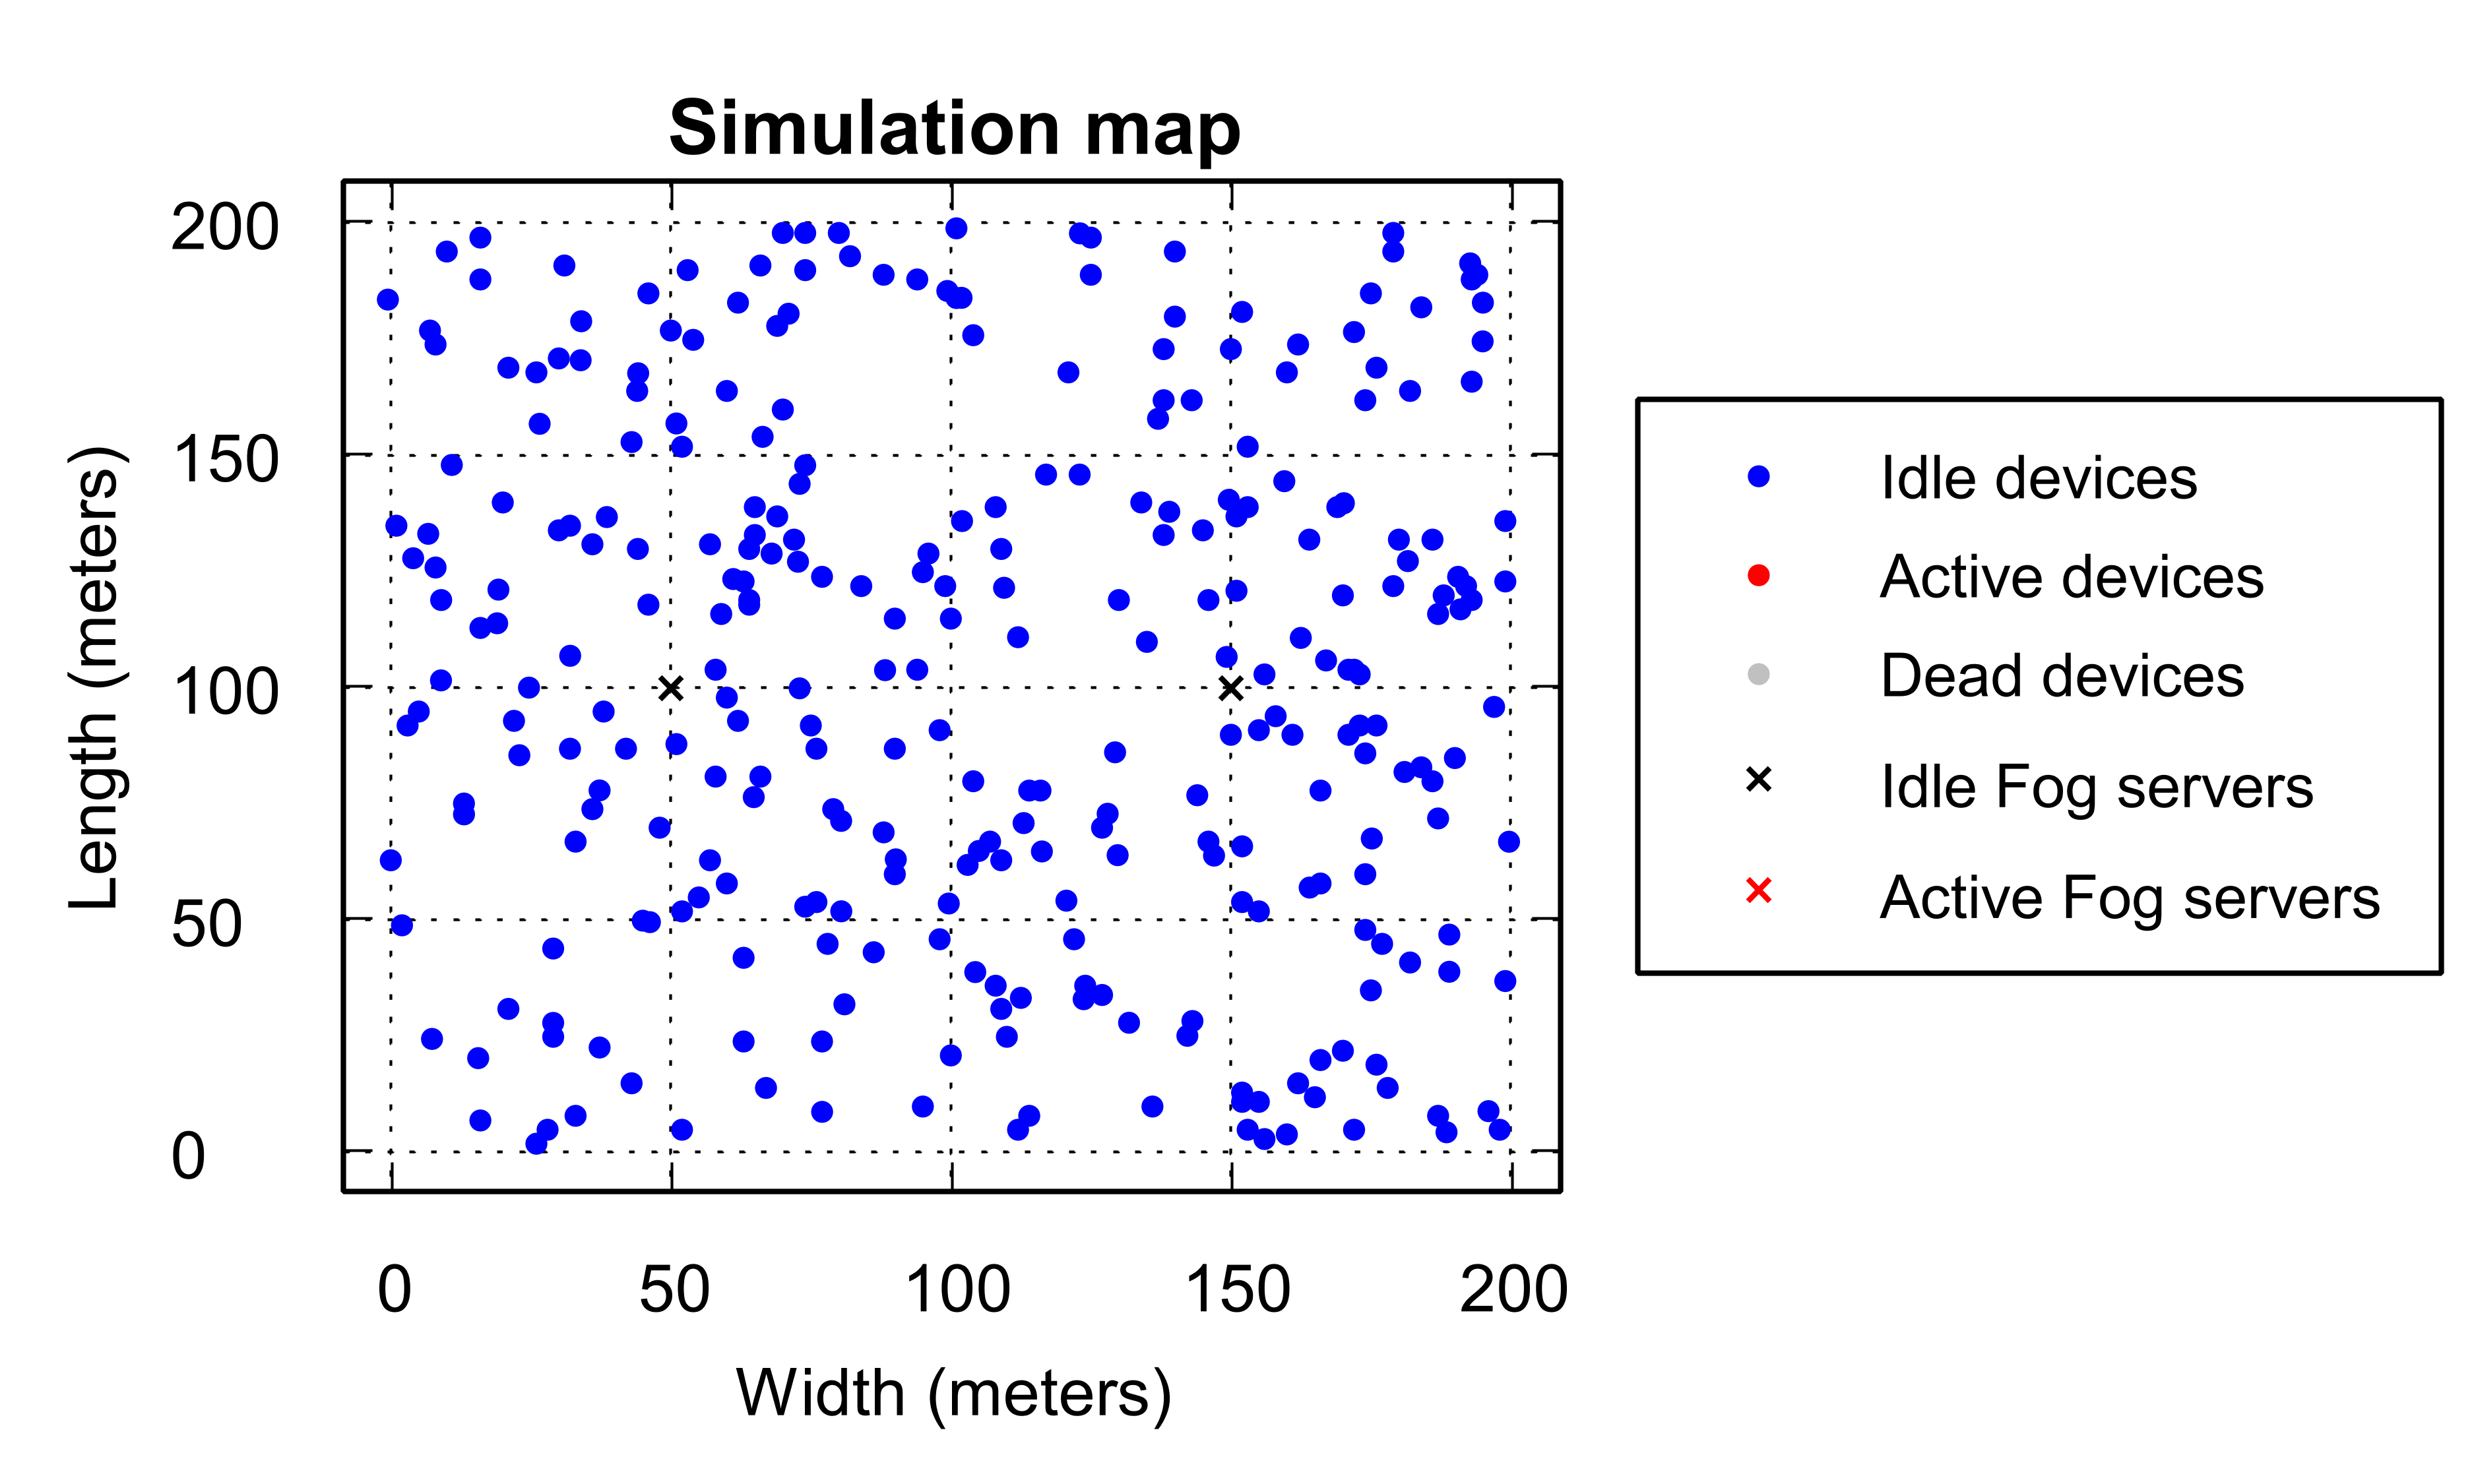 Simulation map
Length (meters)
200
150
100
50
0
0 50 100 150 200
Width (meters)
Idle devices
Active devices
Dead devices
Idle Fog servers
Active Fog servers